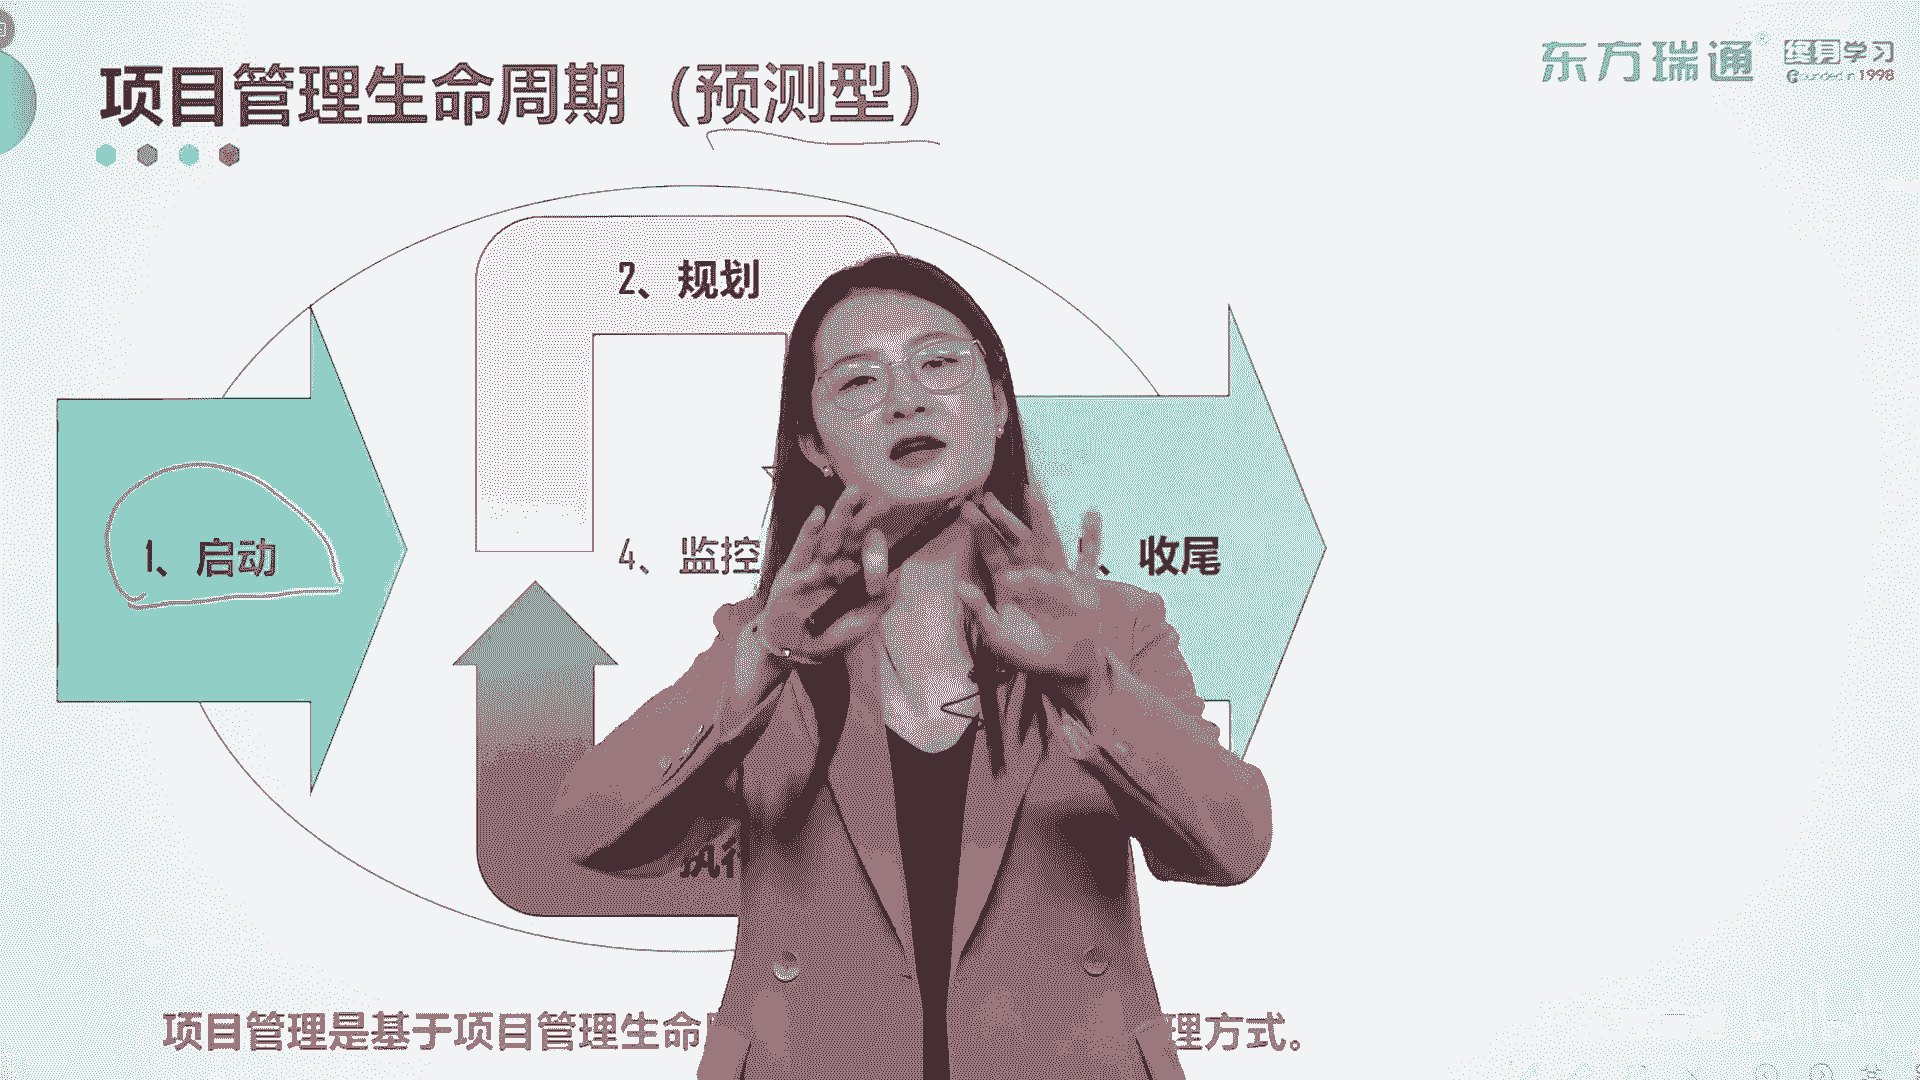 项目管理生命周期（预测型）
东方瑞通
终身学习
Founded in 1998
2、规划
1、启动
4、监控
、收尾
执行
项目管理是基于项目管理生命
理方式。